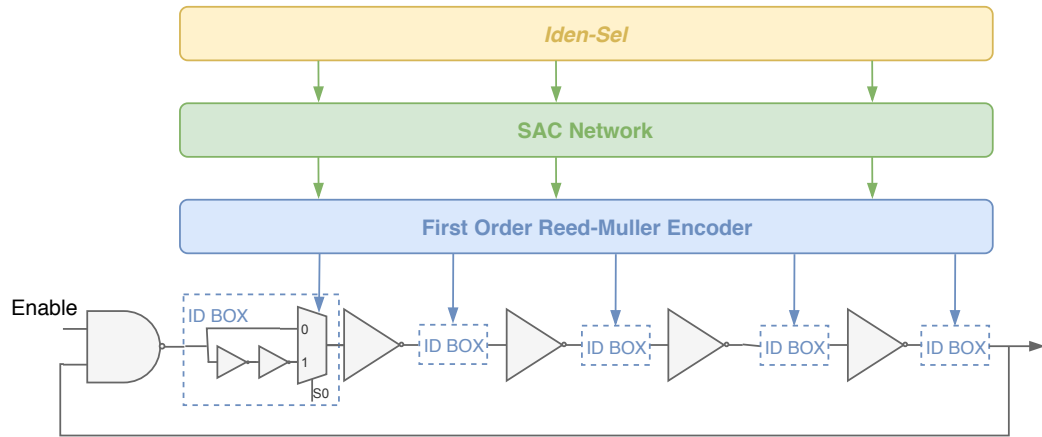 Iden-Sel
SAC Network
First Order Reed-Muller Encoder
Enable
ID BOX
0
1
S0
ID BOX
ID BOX
ID BOX
ID BOX